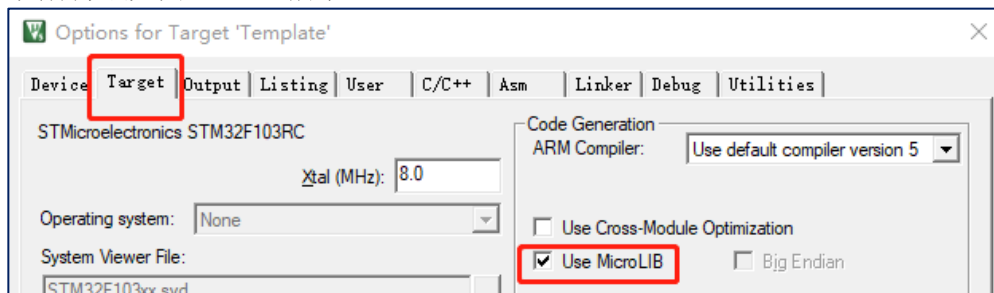 Options for Target 'Template'
Device Target Output Listing User C/C++ Asm Linker Debug Utilities
STMicroelectronics STM32F103RC
Xtal (MHz): 8.0
Operating system: None
System Viewer File:
STM32F103xx.svd
Code Generation
ARM Compiler: Use default compiler version 5
Use Cross-Module Optimization
Use MicroLIB Big Endian